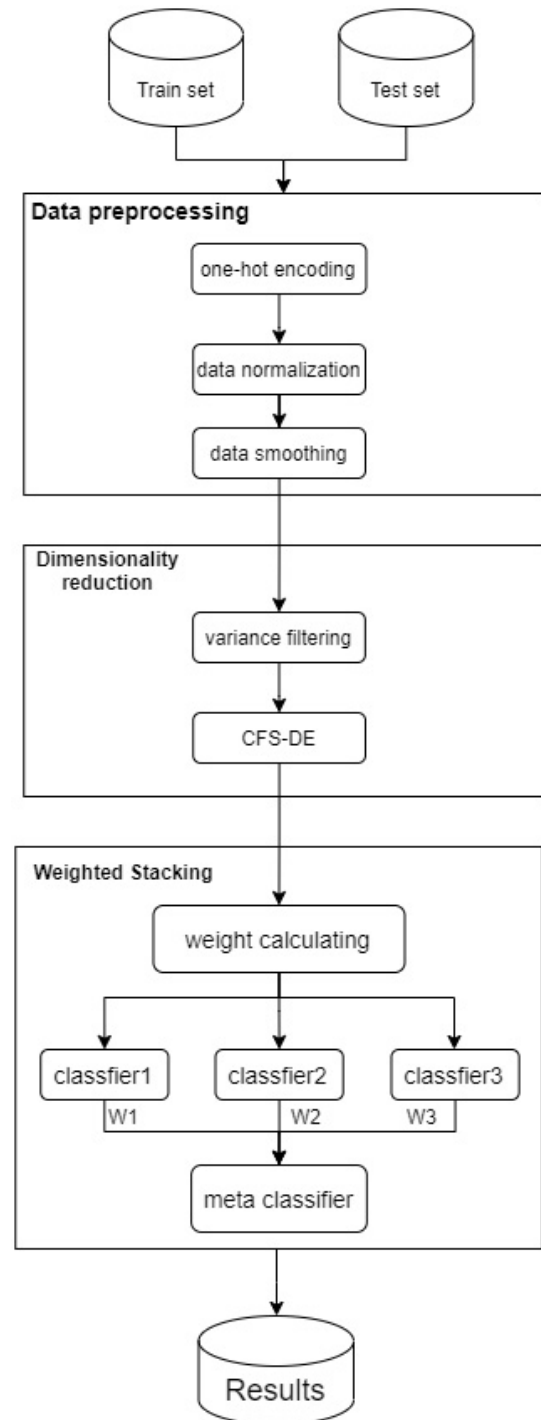 Train set
Test set
Data preprocessing
one-hot encoding
data normalization
data smoothing
Dimensionality
reduction
variance filtering
CFS-DE
Weighted Stacking
weight calculating
classfier1
classfier2
classfier3
W1
W2
W3
meta classifier
Results